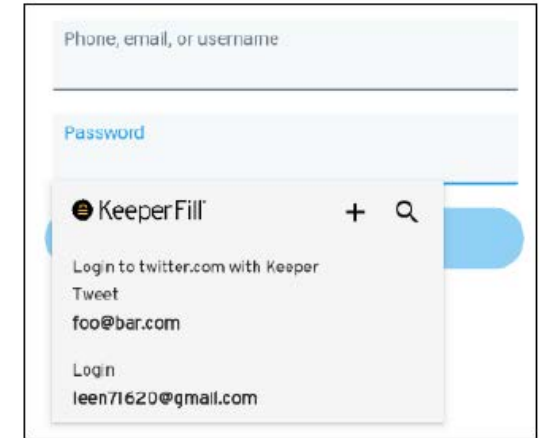 Phone, email, or username
Password
KeeperFill
Login to twitter.com with Keeper
Tweet
foo@bar.com
Login
leen71620@gmail.com